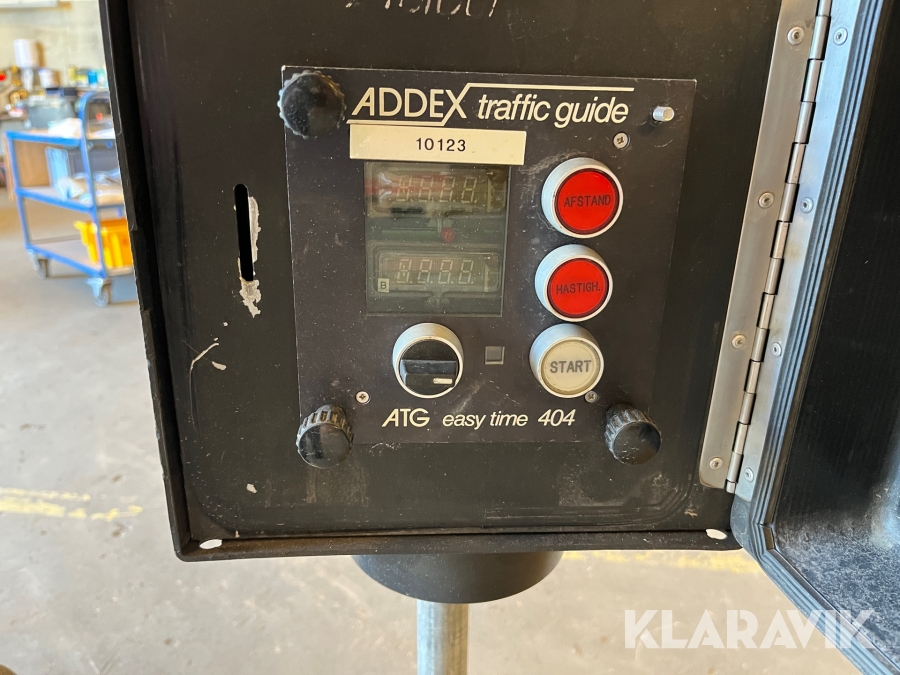 ADDEX traffic guide
10123
AFSTAND
HASTIGH.
B
START
ATG easy time 404
KLARAVIK